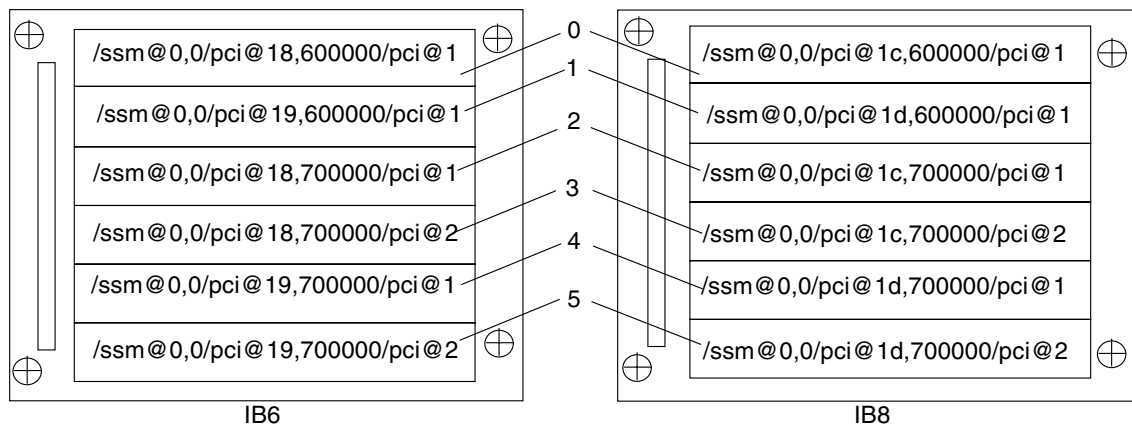 /ssm@0,0/pci@18,600000/pci@1
/ssm@0,0/pci@19,600000/pci@1
/ssm@0,0/pci@18,700000/pci@1
/ssm@0,0/pci@18,700000/pci@2
/ssm@0,0/pci@19,700000/pci@1
/ssm@0,0/pci@19,700000/pci@2
IB6
0
1
2
3
4
5
/ssm@0,0/pci@1c,600000/pci@1
/ssm@0,0/pci@1d,600000/pci@1
/ssm@0,0/pci@1c,700000/pci@1
/ssm@0,0/pci@1c,700000/pci@2
/ssm@0,0/pci@1d,700000/pci@1
/ssm@0,0/pci@1d,700000/pci@2
IB8